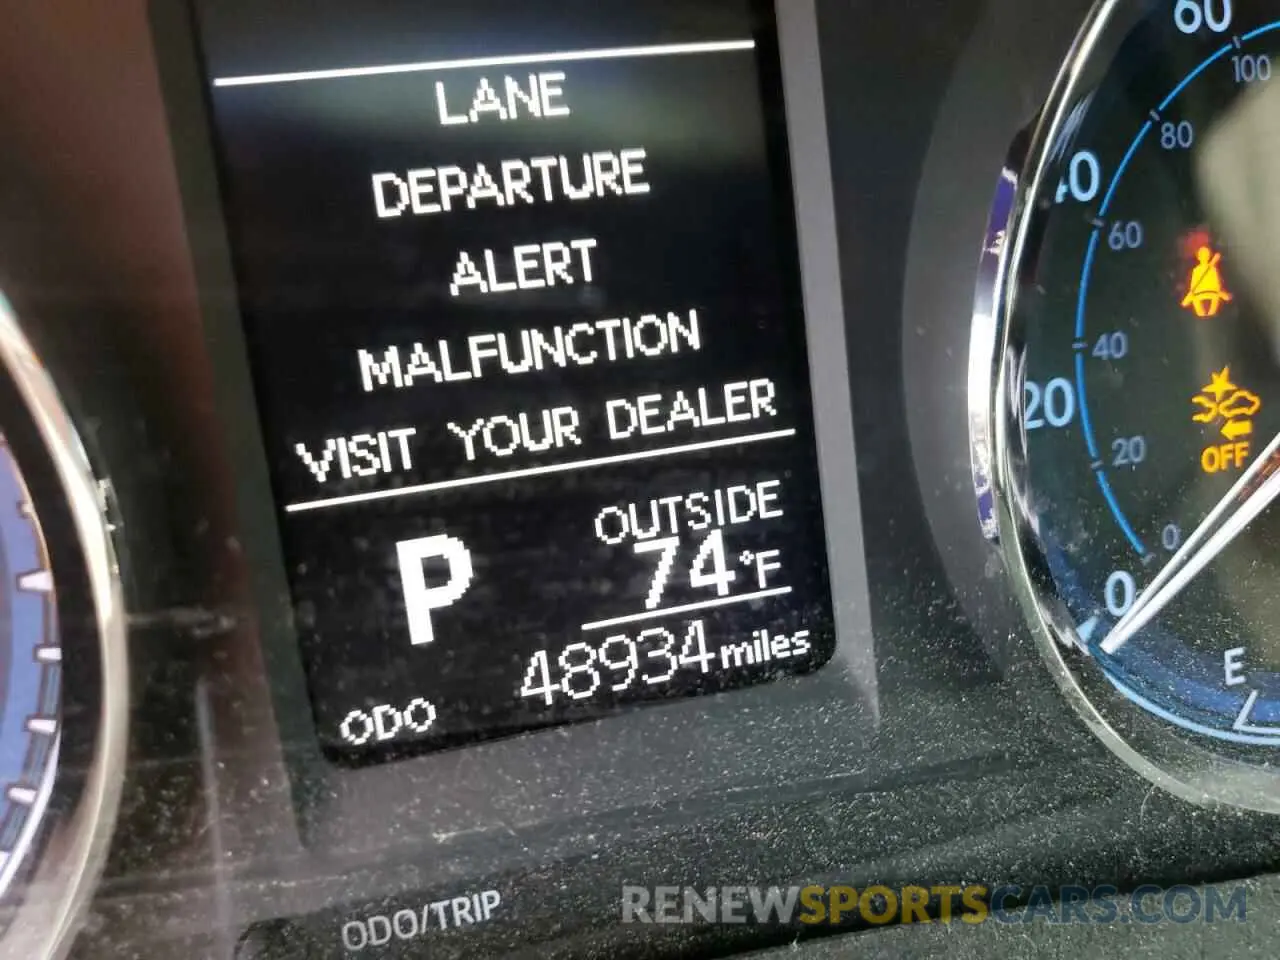 LANE
DEPARTURE
ALERT
MALFUNCTION
VISIT YOUR DEALER
P
OUTSIDE
74°F
48934 miles
ODO
ODO/TRIP
60
100
80
40
60
40
20
20
0
0
E
OFF
RENEWSPORTSCARS.COM